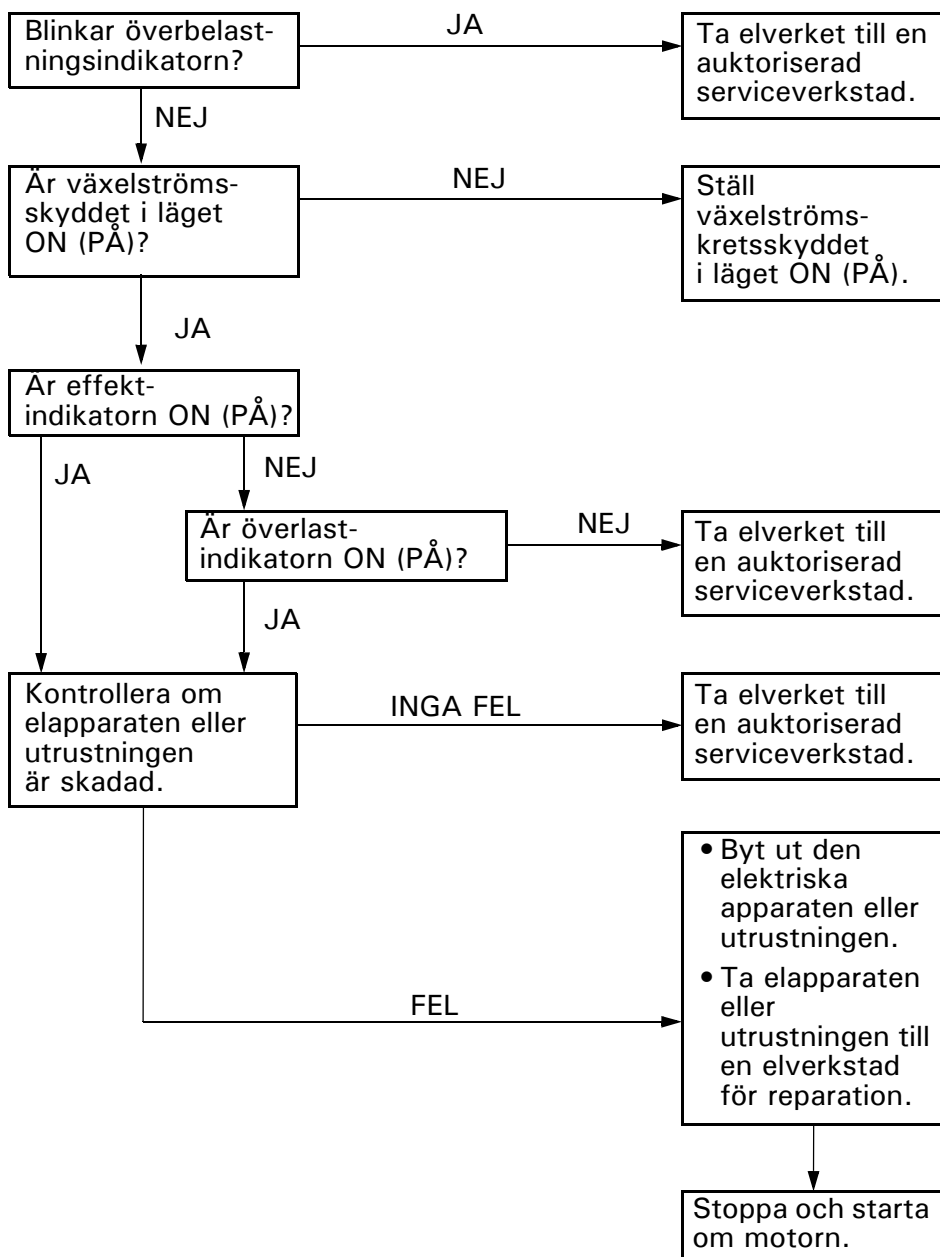 Blinkar överbelast-
ningsindikatorn?
JA
Ta elverket till en
auktoriserad
serviceverkstad.
NEJ
Är växelströms-
skyddet i läget
ON (PÅ)?
NEJ
Ställ
växelströms-
kretsskyddet
i läget ON (PÅ).
JA
Är effekt-
indikatorn ON (PÅ)?
JA
NEJ
Är överlast-
indikatorn ON (PÅ)?
NEJ
Ta elverket till
en auktoriserad
serviceverkstad.
JA
Kontrollera om
elapparaten eller
utrustningen
är skadad.
INGA FEL
Ta elverket till
en auktoriserad
serviceverkstad.
FEL
• Byt ut den
elektriska
apparaten eller
utrustningen.
• Ta elapparaten
eller
utrustningen till
en elverkstad
för reparation.
Stoppa och starta
om motorn.